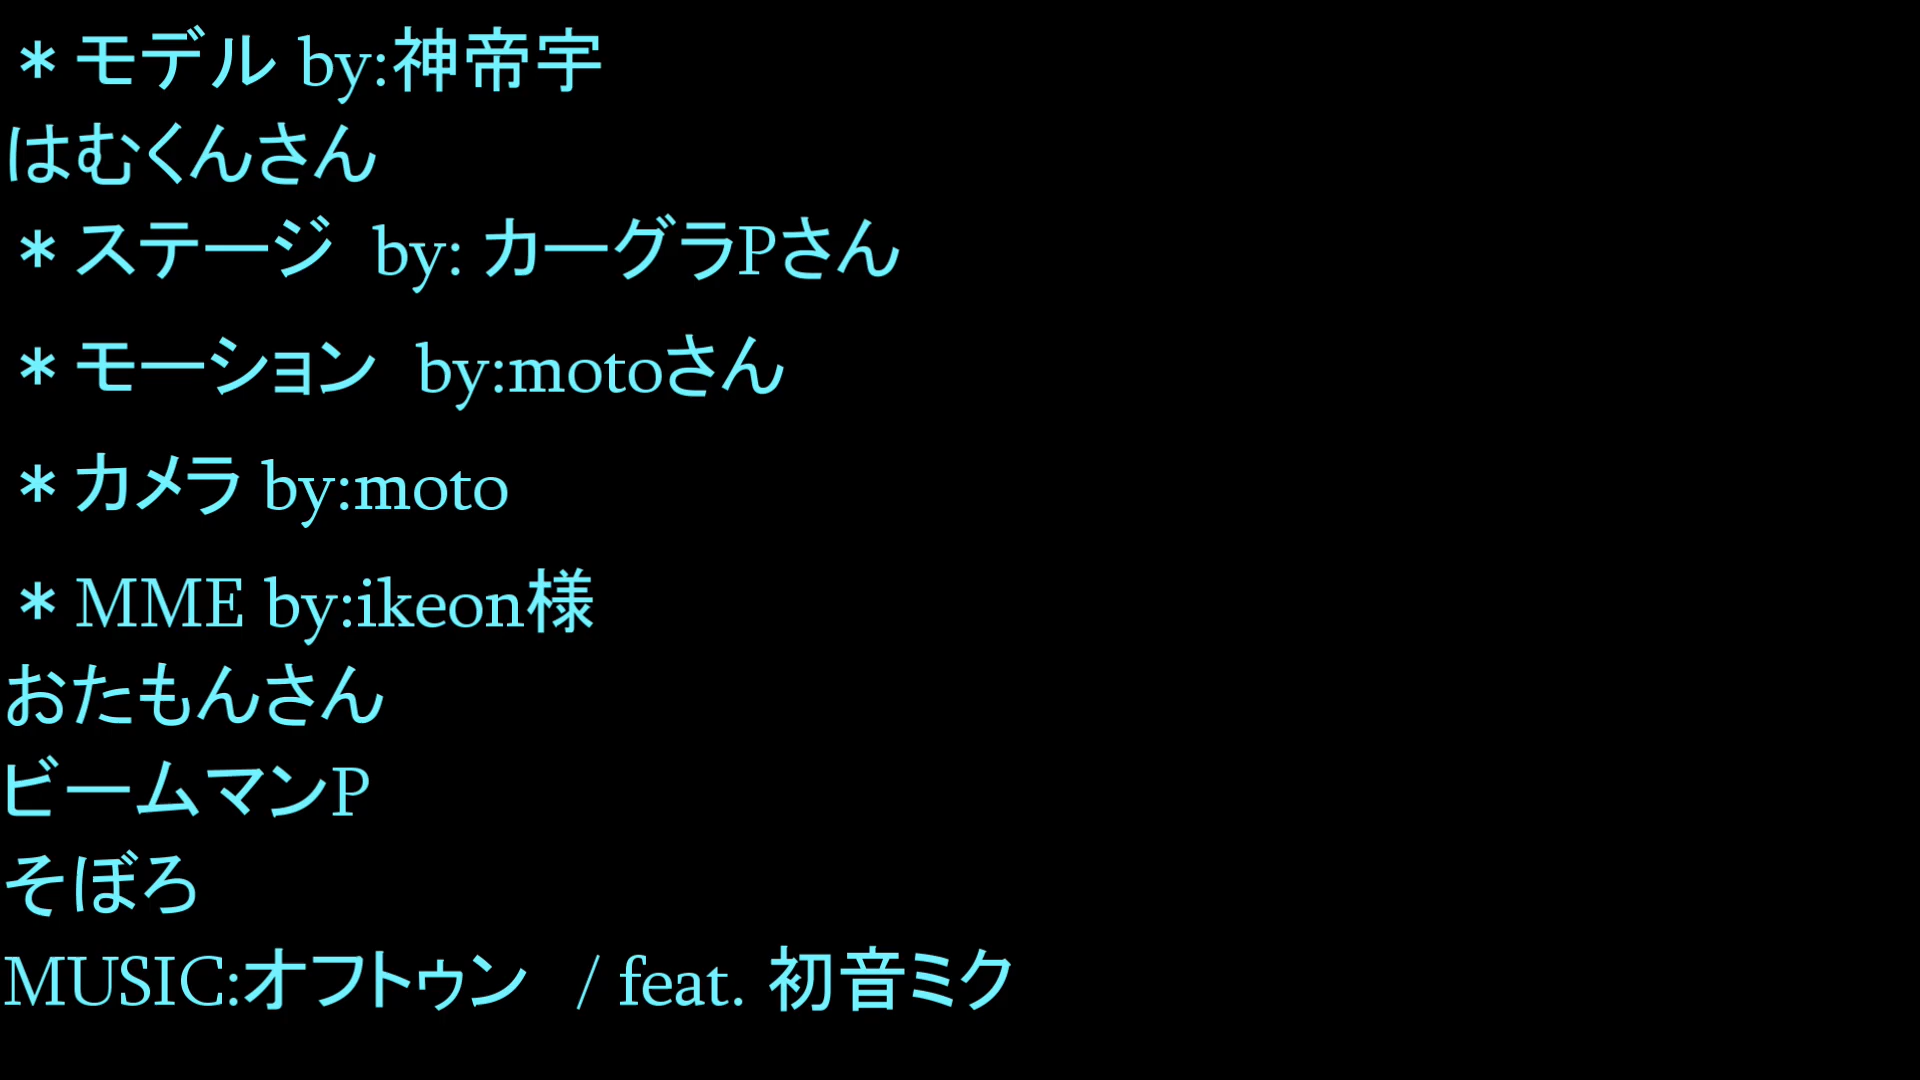 * モデル by:神帝宇
はむくんさん
* ステージ by: カーグラPさん
* モーション by:motoさん
* カメラ by:moto
* MME by:ikeon様
おたもんさん
ビームマンP
そぼろ
MUSIC:オフトゥン / feat. 初音ミク